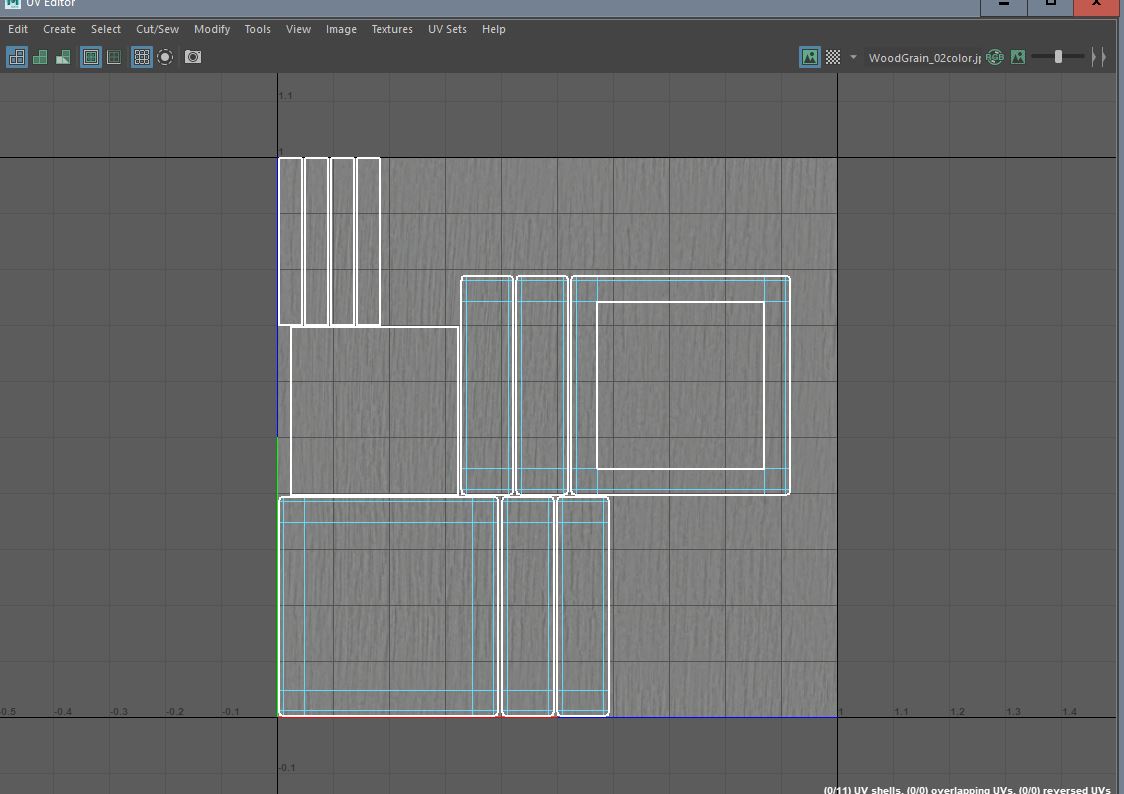 UV Editor
Edit Create Select Cut/Sew Modify Tools View Image Textures UV Sets Help
WoodGrain_02color.j RGB
1.1
1
-0.5 -0.4 -0.3 -0.2 -0.1 1 1.1 1.2 1.3 1.4
-0.1
(0/11) UV shells, (0/0) overlapping UVs, (0/0) reversed UVs